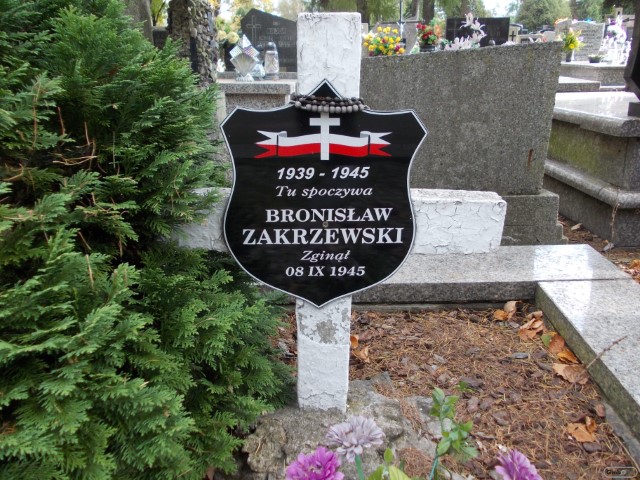 1939 - 1945
Tu spoczywa
BRONISŁAW
ZAKRZEWSKI
Zginął
08 IX 1945